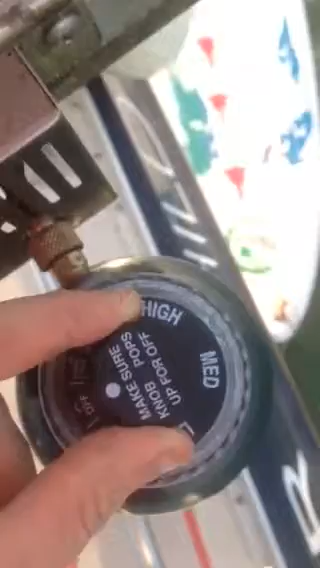 HIGH
MED
MAKE SURE
KNOB POPS
UP FOR OFF
OFF